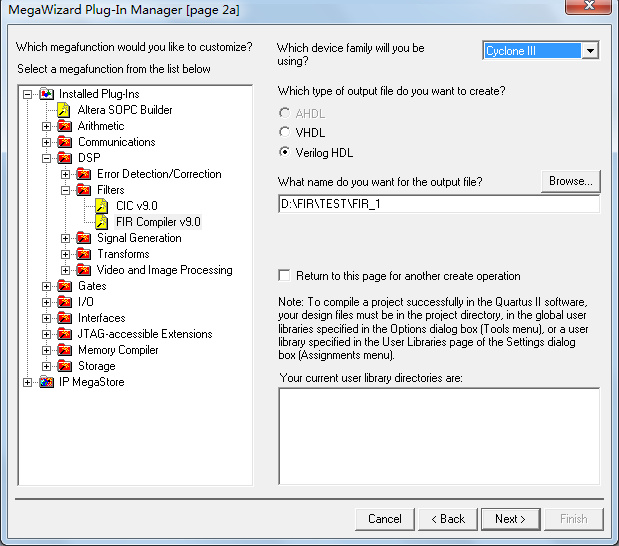 MegaWizard Plug-In Manager [page 2a]
Which megafunction would you like to customize?
Select a megafunction from the list below
Installed Plug-Ins
Altera SOPC Builder
Arithmetic
Communications
DSP
Error Detection/Correction
Filters
CIC v9.0
FIR Compiler v9.0
Signal Generation
Transforms
Video and Image Processing
Gates
I/O
Interfaces
JTAG-accessible Extensions
Memory Compiler
Storage
IP MegaStore
Which device family will you be
using?
Cyclone III
Which type of output file do you want to create?
AHDL
VHDL
Verilog HDL
What name do you want for the output file?
Browse...
D:\FIR\TEST\FIR_1
Return to this page for another create operation
Note: To compile a project successfully in the Quartus II software,
your design files must be in the project directory, in the global user
libraries specified in the Options dialog box (Tools menu), or a user
library specified in the User Libraries page of the Settings dialog
box (Assignments menu).
Your current user library directories are:
Cancel
< Back
Next >
Finish